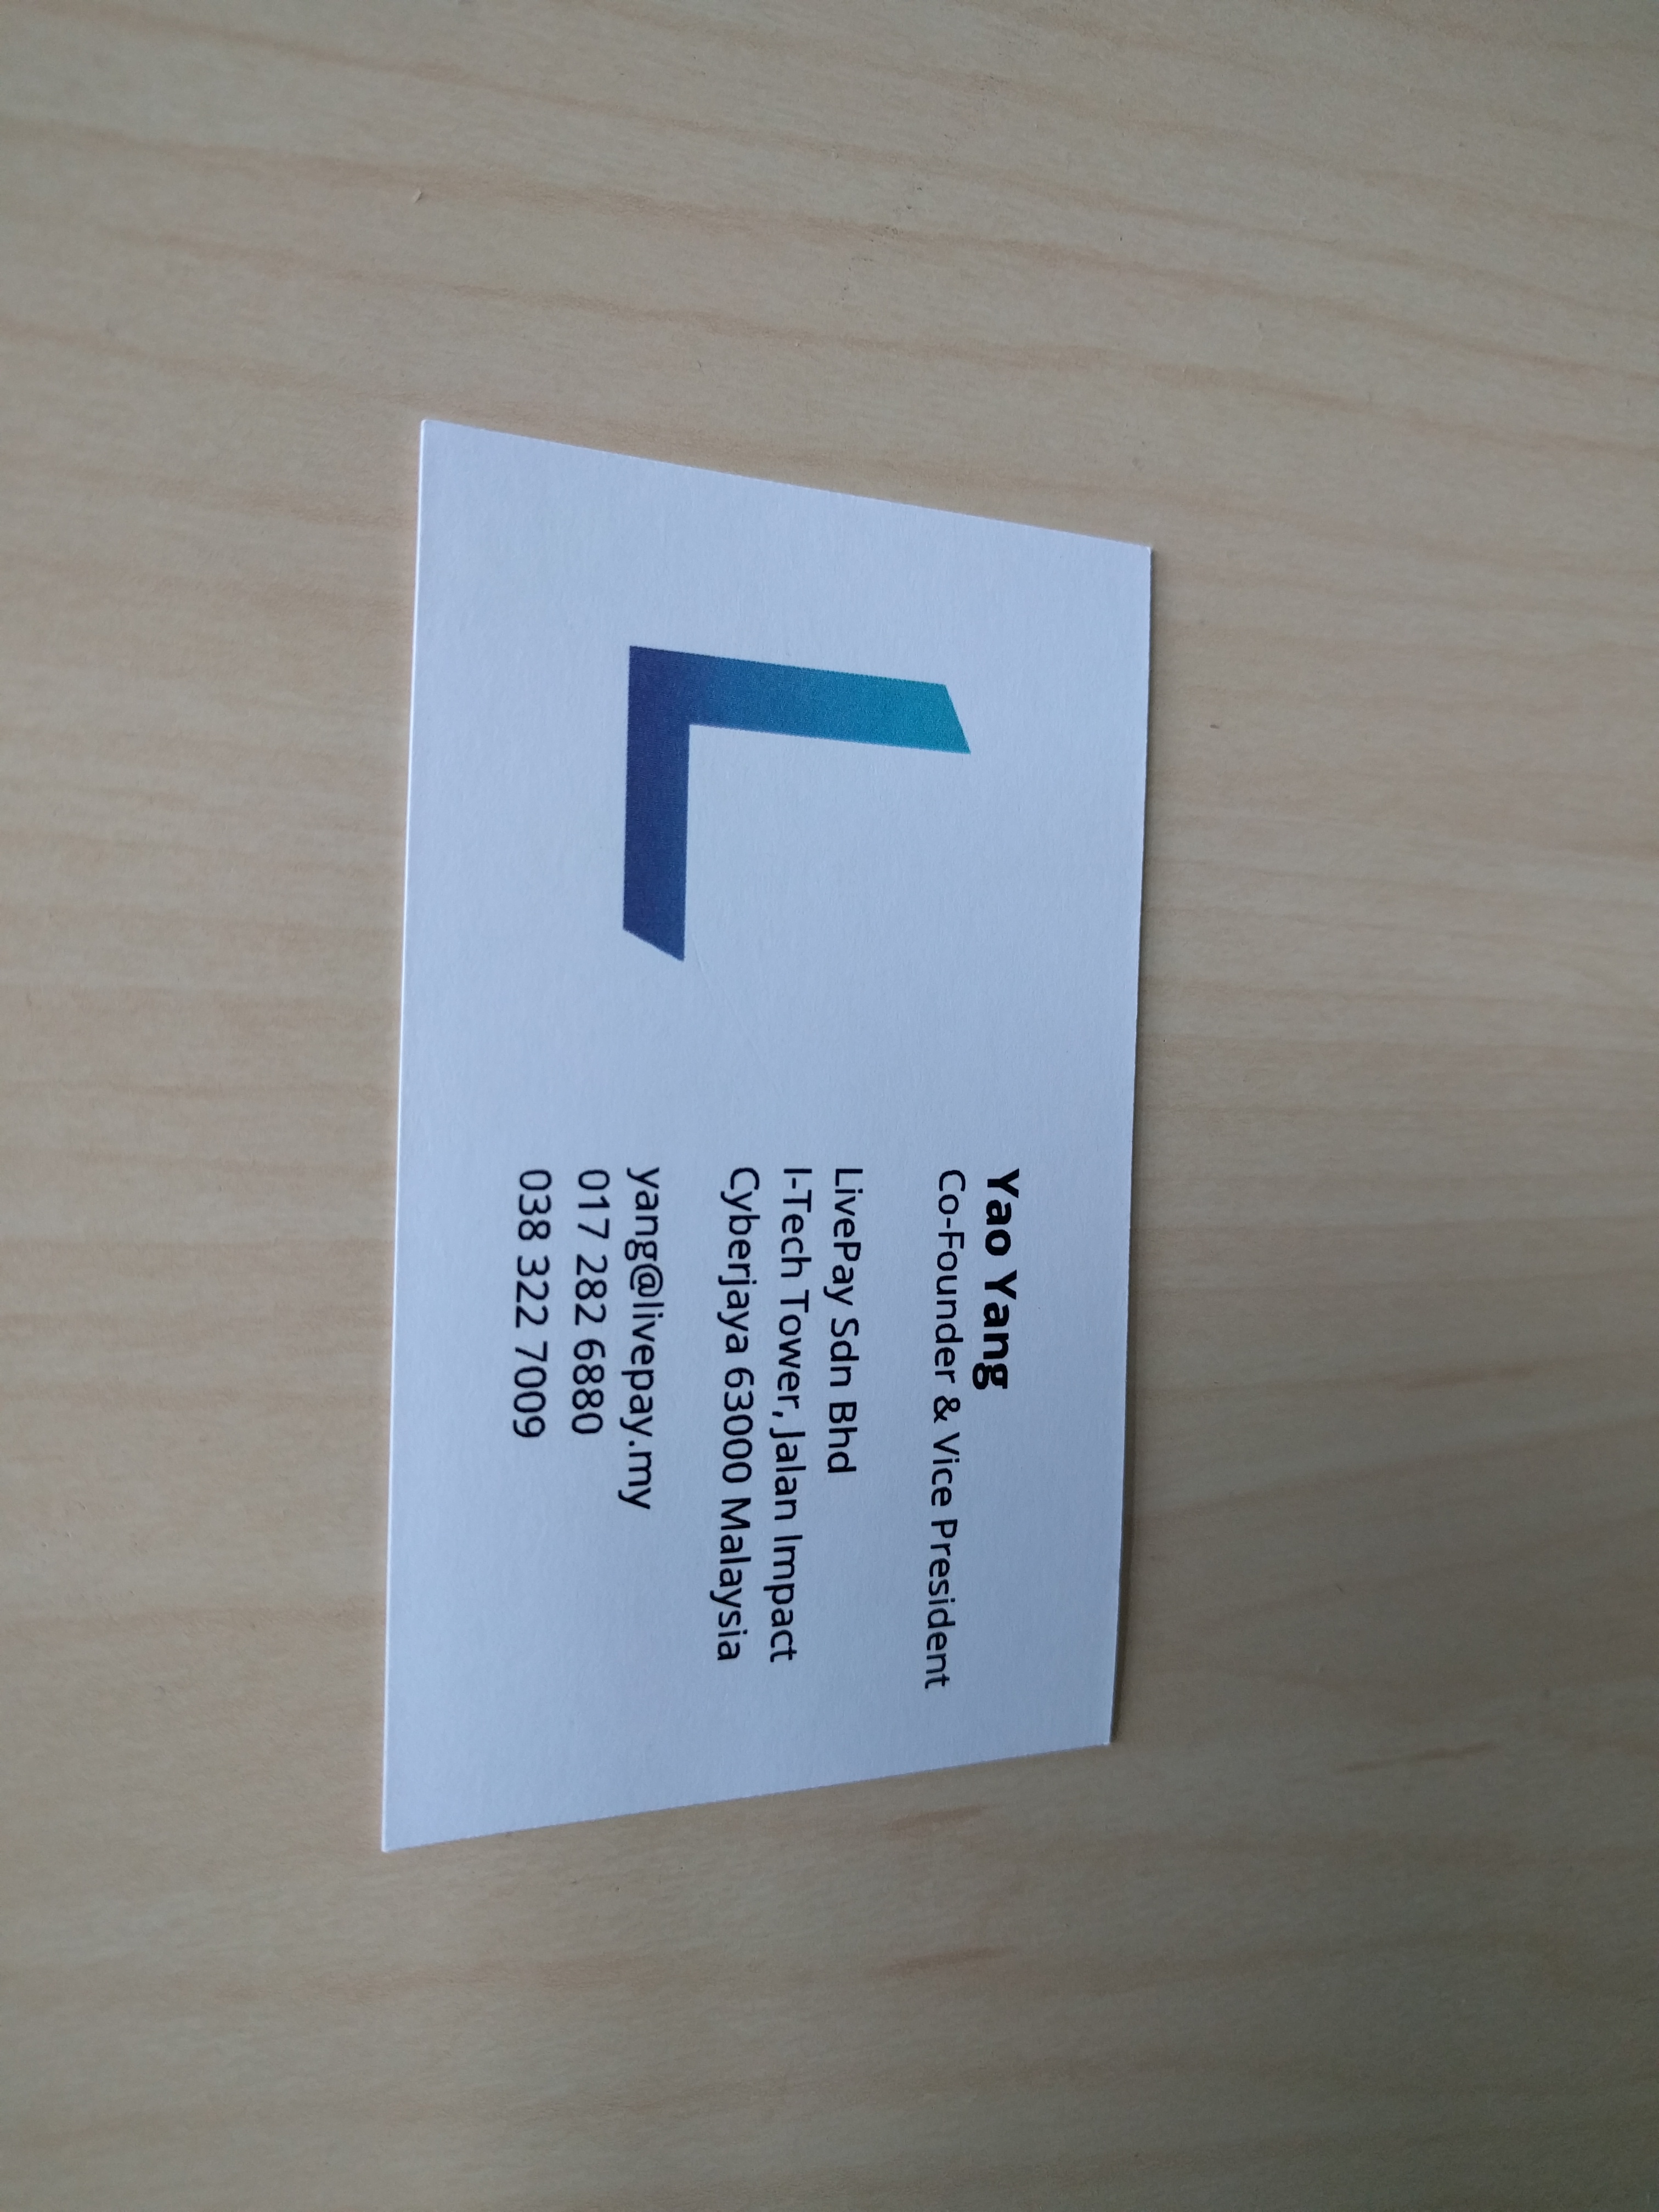 Yao Yang
Co-Founder & Vice President
LivePay Sdn Bhd
I-Tech Tower, Jalan Impact
Cyberjaya 63000 Malaysia
yang@livepay.my
017 282 6880
038 322 7009